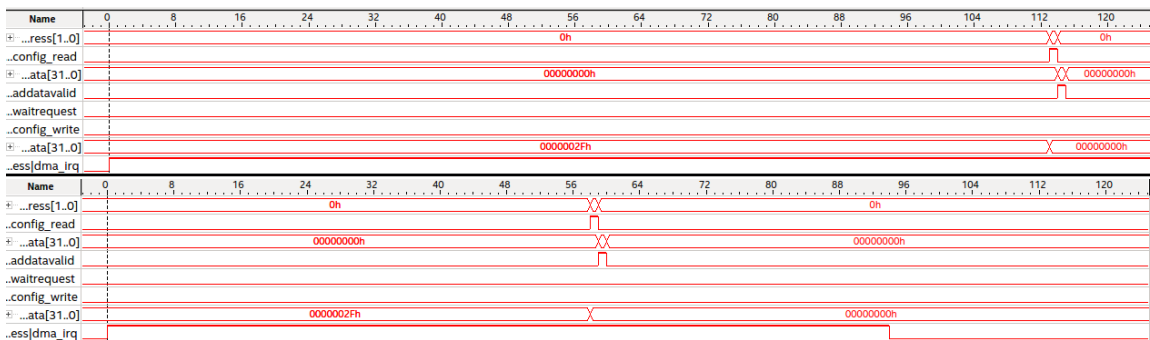 Name 0 8 16 24 32 40 48 56 64 72 80 88 96 104 112 120
...ress[1..0] 0h 0h
..config_read
...ata[31..0] 00000000h 00000000h
..addatavalid
..waitrequest
..config_write
...ata[31..0] 0000002Fh 00000000h
..ess|dma_irq
Name 0 8 16 24 32 40 48 56 64 72 80 88 96 104 112 120
...ress[1..0] 0h 0h
..config_read
...ata[31..0] 00000000h 00000000h
..addatavalid
..waitrequest
..config_write
...ata[31..0] 0000002Fh 00000000h
..ess|dma_irq